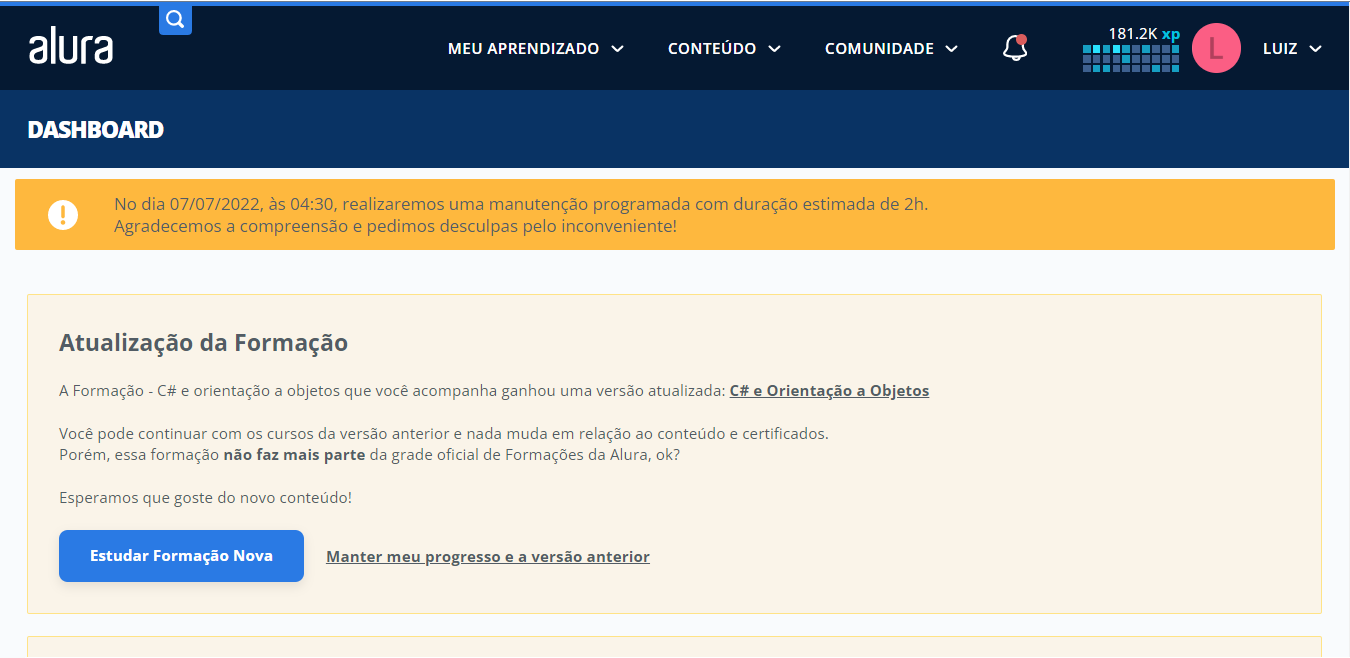 alura
MEU APRENDIZADO
CONTEÚDO
COMUNIDADE
181.2K xp
L
LUIZ
DASHBOARD
No dia 07/07/2022, às 04:30, realizaremos uma manutenção programada com duração estimada de 2h.
Agradecemos a compreensão e pedimos desculpas pelo inconveniente!
Atualização da Formação
A Formação - C# e orientação a objetos que você acompanha ganhou uma versão atualizada: C# e Orientação a Objetos
Você pode continuar com os cursos da versão anterior e nada muda em relação ao conteúdo e certificados.
Porém, essa formação não faz mais parte da grade oficial de Formações da Alura, ok?
Esperamos que goste do novo conteúdo!
Estudar Formação Nova
Manter meu progresso e a versão anterior